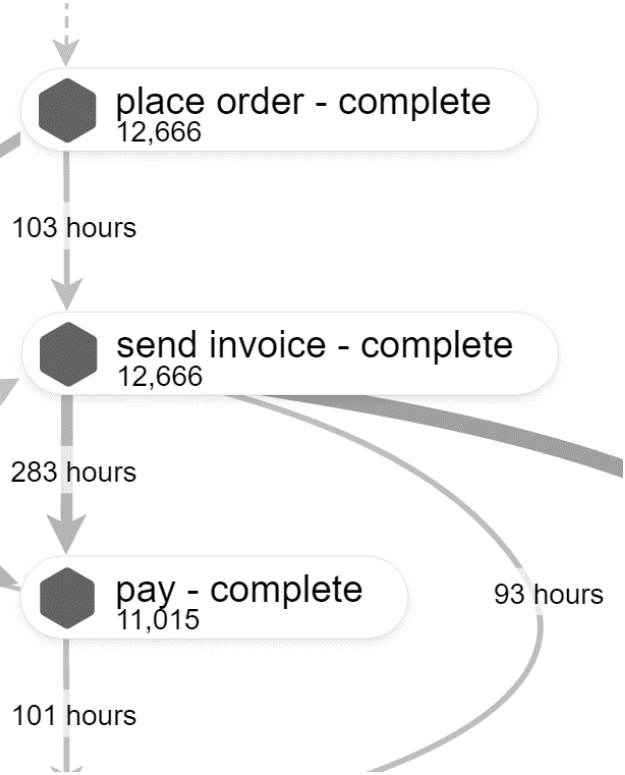 place order - complete
12,666
103 hours
send invoice - complete
12,666
283 hours
pay - complete
11,015
93 hours
101 hours